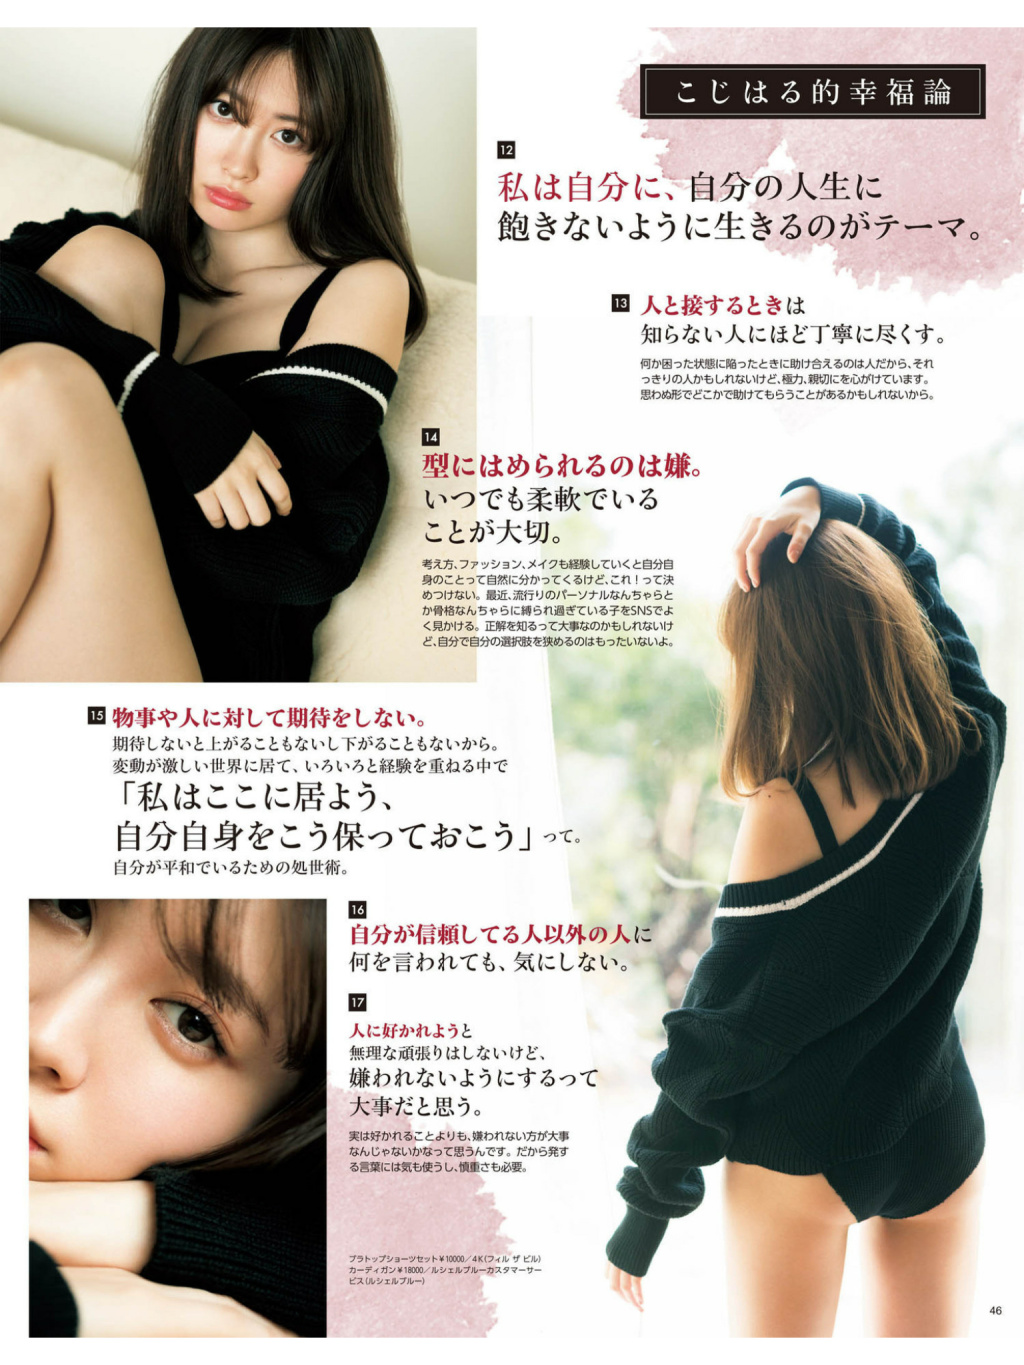 こじはる的幸福論
12
私は自分に、自分の人生に
飽きないように生きるのがテーマ。
13 人と接するときは
知らない人にほど丁寧に尽くす。
何か困った状態に陥ったときに助け合えるのは人だから、それ
っきりの人かもしれないけど、極力、親切にを心がけています。
思わぬ形でどこかで助けてもらうことがあるかもしれないから。
14
型にはめられるのは嫌。
いつでも柔軟でいる
ことが大切。
考え方、ファッション、メイクも経験していくと自分自
身のことって自然に分かってくるけど、これ！って決
めつけない。最近、流行りのパーソナルなんちゃらと
か骨格なんちゃらに縛られ過ぎている子をSNSでよ
く見かける。正解を知るって大事なのかもしれないけ
ど、自分で自分の選択肢を狭めるのはもったいないよ。
15 物事や人に対して期待をしない。
期待しないと上がることもないし下がることもないから。
変動が激しい世界に居て、いろいろと経験を重ねる中で
「私はここに居よう、
自分自身をこう保っておこう」って。
自分が平和でいるための処世術。
16
自分が信頼してる人以外の人に
何を言われても、気にしない。
17
人に好かれようと
無理な頑張りはしないけど、
嫌われないようにするって
大事だと思う。
実は好かれることよりも、嫌われない方が大事
なんじゃないかなって思うんです。だから発す
る言葉には気も使うし、慎重さも必要。
ブラトップショーツセット￥10000／4K（フィル ザ ビル）
カーディガン￥18000／ルシェルブルーカスタマーサー
ビス（ルシェルブルー）
46